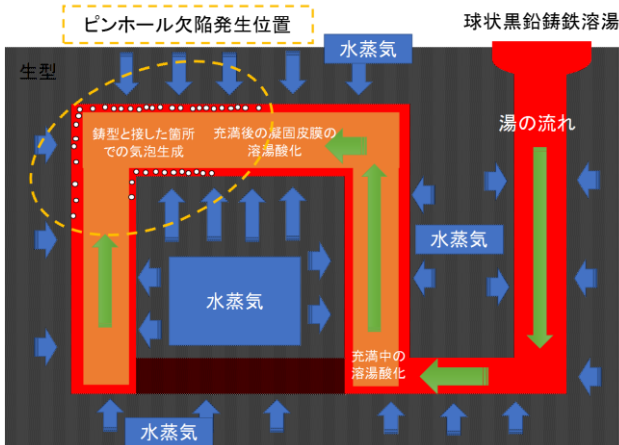 ピンホール欠陥発生位置
球状黒鉛鋳鉄溶湯
水蒸気
生型
湯の流れ
鋳型と接した箇所
での気泡生成
充満後の凝固皮膜の
溶湯酸化
水蒸気
水蒸気
充満中の
溶湯酸化
水蒸気